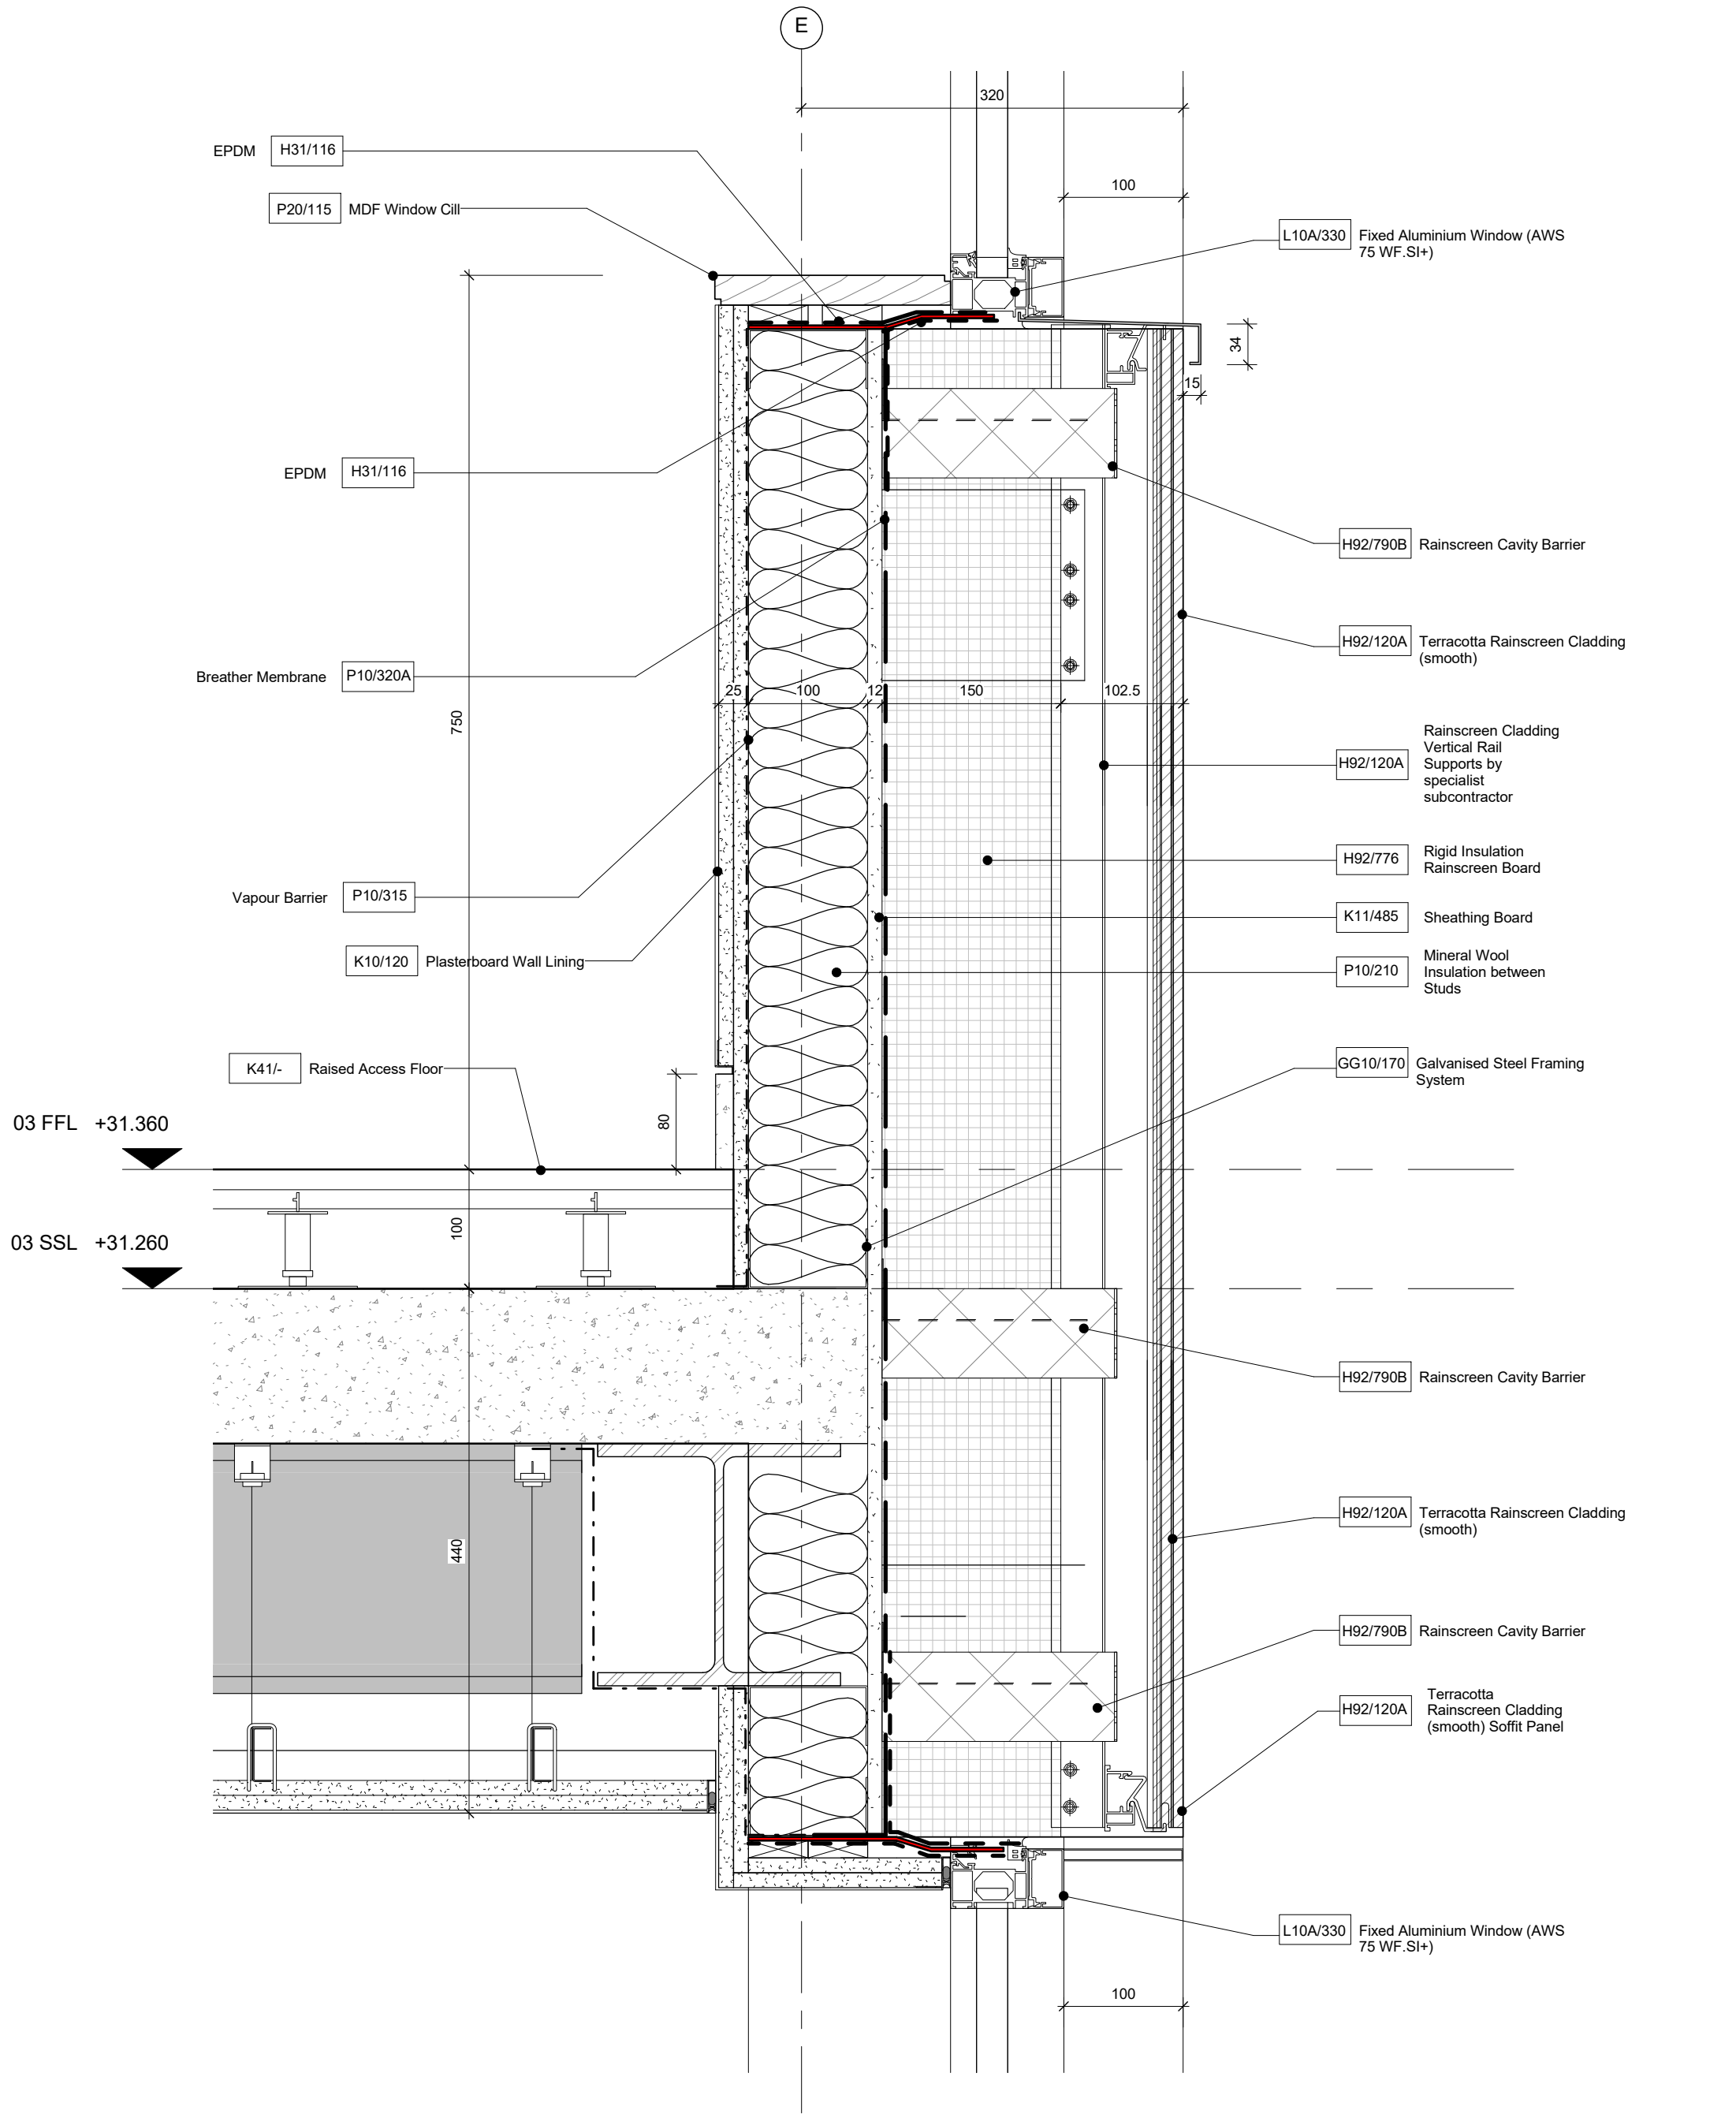 E
320
EPDM H31/116
100
P20/115 MDF Window Cill
L10A/330 Fixed Aluminium Window (AWS
75 WF.SI+)
34
15
EPDM H31/116
H92/790B Rainscreen Cavity Barrier
H92/120A Terracotta Rainscreen Cladding
(smooth)
Breather Membrane P10/320A
25 100 12 150 102.5
750
H92/120A Rainscreen Cladding
Vertical Rail
Supports by
specialist
subcontractor
H92/776 Rigid Insulation
Rainscreen Board
Vapour Barrier P10/315
K11/485 Sheathing Board
K10/120 Plasterboard Wall Lining
P10/210 Mineral Wool
Insulation between
Studs
K41/- Raised Access Floor
GG10/170 Galvanised Steel Framing
System
80
03 FFL +31.360
100
03 SSL +31.260
H92/790B Rainscreen Cavity Barrier
H92/120A Terracotta Rainscreen Cladding
(smooth)
440
H92/790B Rainscreen Cavity Barrier
H92/120A Terracotta
Rainscreen Cladding
(smooth) Soffit Panel
L10A/330 Fixed Aluminium Window (AWS
75 WF.SI+)
100